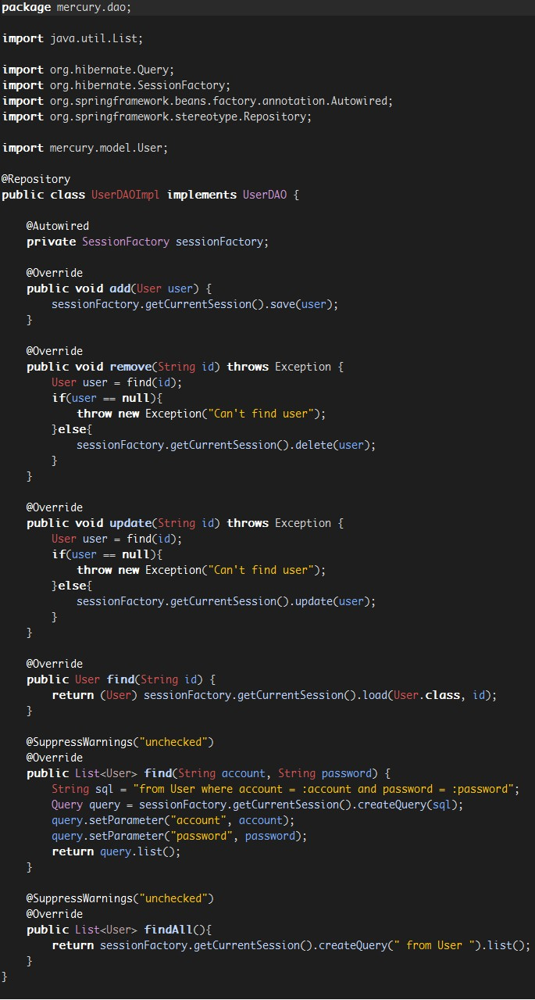 package mercury.dao;
import java.util.List;
import org.hibernate.Query;
import org.hibernate.SessionFactory;
import org.springframework.beans.factory.annotation.Autowired;
import org.springframework.stereotype.Repository;
import mercury.model.User;
@Repository
public class UserDAOImpl implements UserDAO {
    @Autowired
    private SessionFactory sessionFactory;
    @Override
    public void add(User user) {
        sessionFactory.getCurrentSession().save(user);
    }
    @Override
    public void remove(String id) throws Exception {
        User user = find(id);
        if(user == null){
            throw new Exception("Can't find user");
        }else{
            sessionFactory.getCurrentSession().delete(user);
        }
    }
    @Override
    public void update(String id) throws Exception {
        User user = find(id);
        if(user == null){
            throw new Exception("Can't find user");
        }else{
            sessionFactory.getCurrentSession().update(user);
        }
    }
    @Override
    public User find(String id) {
        return (User) sessionFactory.getCurrentSession().load(User.class, id);
    }
    @SuppressWarnings("unchecked")
    @Override
    public List<User> find(String account, String password) {
        String sql = "from User where account = :account and password = :password";
        Query query = sessionFactory.getCurrentSession().createQuery(sql);
        query.setParameter("account", account);
        query.setParameter("password", password);
        return query.list();
    }
    @SuppressWarnings("unchecked")
    @Override
    public List<User> findAll(){
        return sessionFactory.getCurrentSession().createQuery(" from User ").list();
    }
}